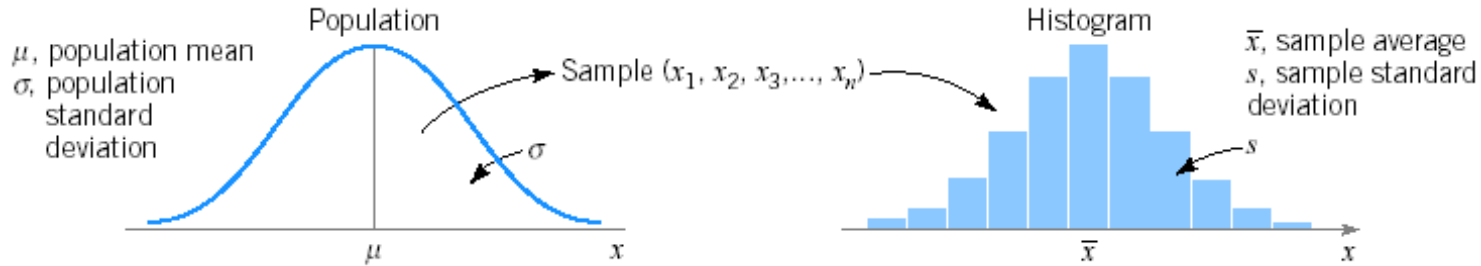 Population
μ, population mean
σ, population
standard
deviation
σ
μ
x
Sample (x₁, x₂, x₃,..., xₙ)
Histogram
x̅, sample average
s, sample standard
deviation
s
x̅
x